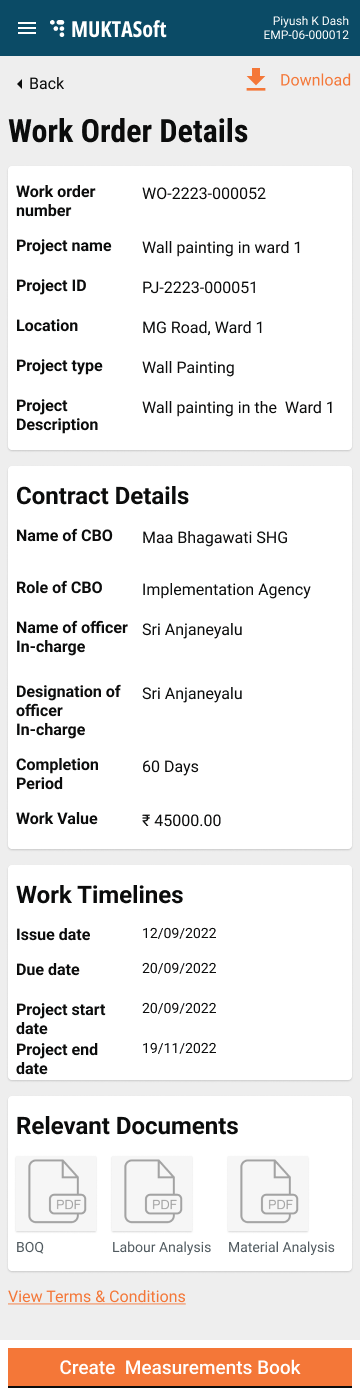 MUKTASoft
Piyush K Dash
EMP-06-000012
Back
Download
Work Order Details
Work order
number
WO-2223-000052
Project name
Wall painting in ward 1
Project ID
PJ-2223-000051
Location
MG Road, Ward 1
Project type
Wall Painting
Project
Description
Wall painting in the  Ward 1
Contract Details
Name of CBO
Maa Bhagawati SHG
Role of CBO
Implementation Agency
Name of officer
In-charge
Sri Anjaneyalu
Designation of
officer
In-charge
Sri Anjaneyalu
Completion
Period
60 Days
Work Value
₹ 45000.00
Work Timelines
Issue date
12/09/2022
Due date
20/09/2022
Project start
date
20/09/2022
Project end
date
19/11/2022
Relevant Documents
PDF
PDF
PDF
BOQ
Labour Analysis
Material Analysis
View Terms & Conditions
Create  Measurements Book